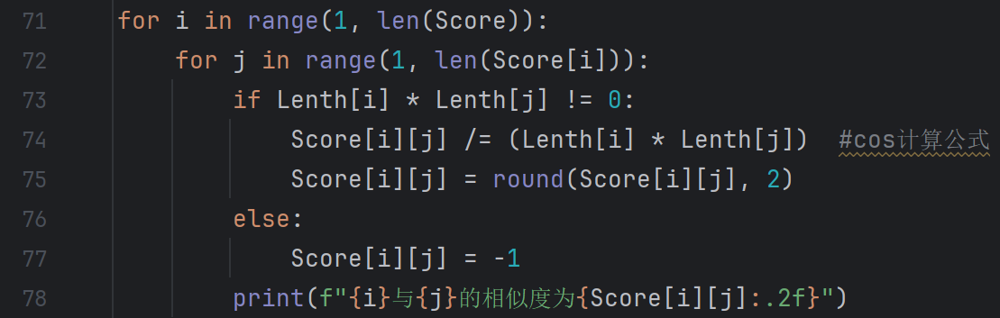 71 for i in range(1, len(Score)):
72 for j in range(1, len(Score[i])):
73 if Lenth[i] * Lenth[j] != 0:
74 Score[i][j] /= (Lenth[i] * Lenth[j]) #cos计算公式
75 Score[i][j] = round(Score[i][j], 2)
76 else:
77 Score[i][j] = -1
78 print(f"{i}与{j}的相似度为{Score[i][j]:.2f}")